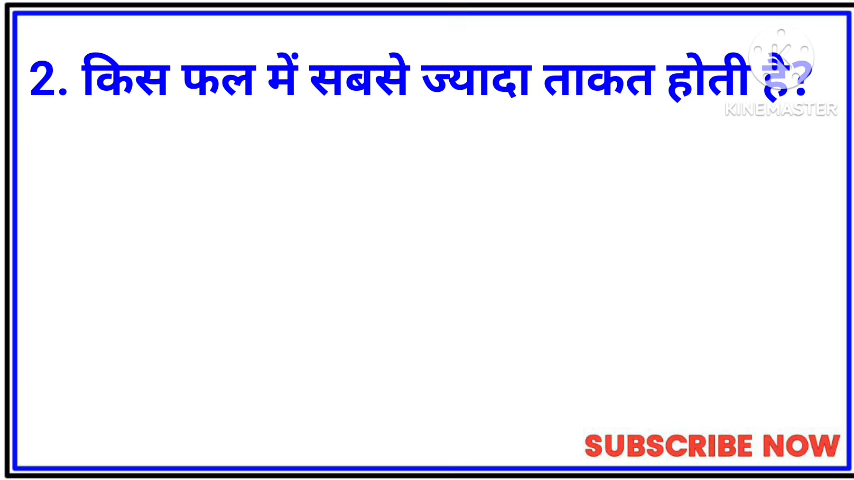 2. किस फल में सबसे ज्यादा ताकत होती है?
KINEMASTER
SUBSCRIBE NOW